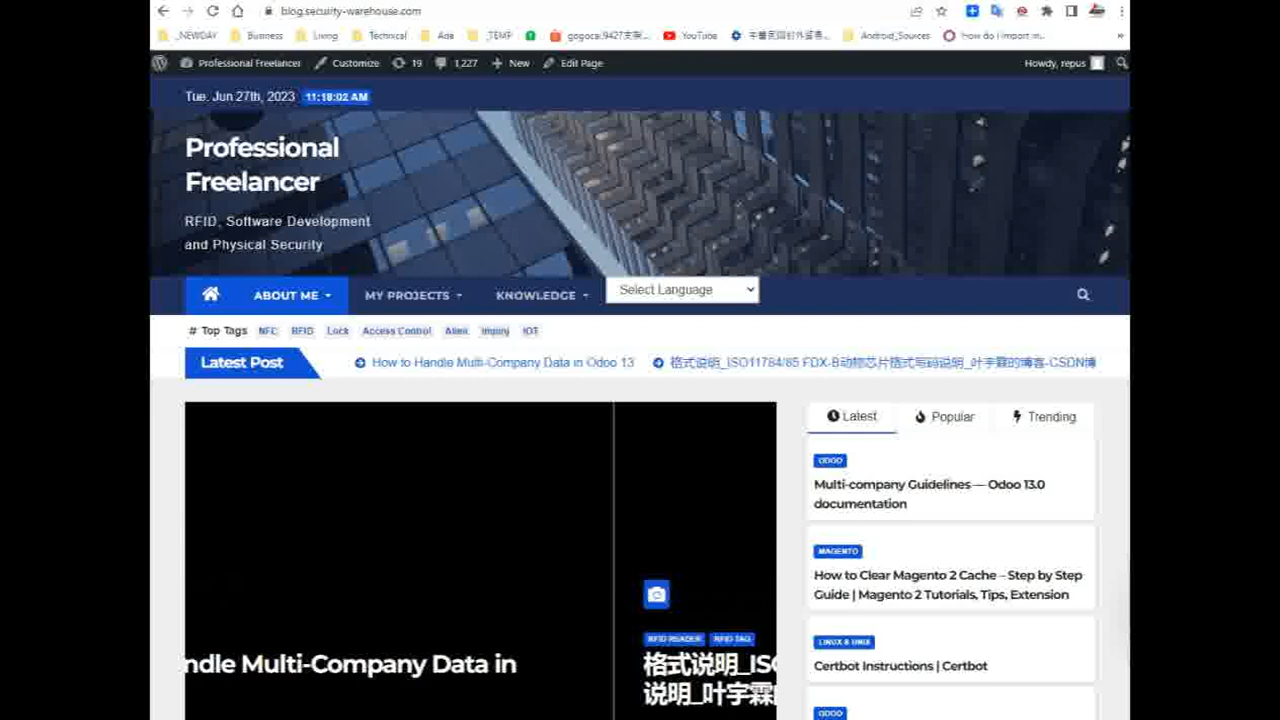 blog.security-warehouse.com
_NEWDAY Business Living Technical Ada _TEMP YouTube Android_Sources How do I import m...
Professional Freelancer Customize 19 1,227 New Edit Page Howdy, repus
Tue. Jun 27th, 2023 11:18:02 AM
Professional
Freelancer
RFID, Software Development
and Physical Security
ABOUT ME MY PROJECTS KNOWLEDGE Select Language
# Top Tags NFC RFID Lock Access Control Alien Inquiry IOT
Latest Post How to Handle Multi-Company Data in Odoo 13 格式说明_ISO11784/85 FDX-B动物芯片格式写码说明_叶宇霖的博客-CSDN博
Latest Popular Trending
ODOO
Multi-company Guidelines — Odoo 13.0
documentation
MAGENTO
How to Clear Magento 2 Cache – Step by Step
Guide | Magento 2 Tutorials, Tips, Extension
RFID READER RFID TAG
ndle Multi-Company Data in
格式说明_ISO
说明_叶宇霖
LINUX & UNIX
Certbot Instructions | Certbot
ODOO